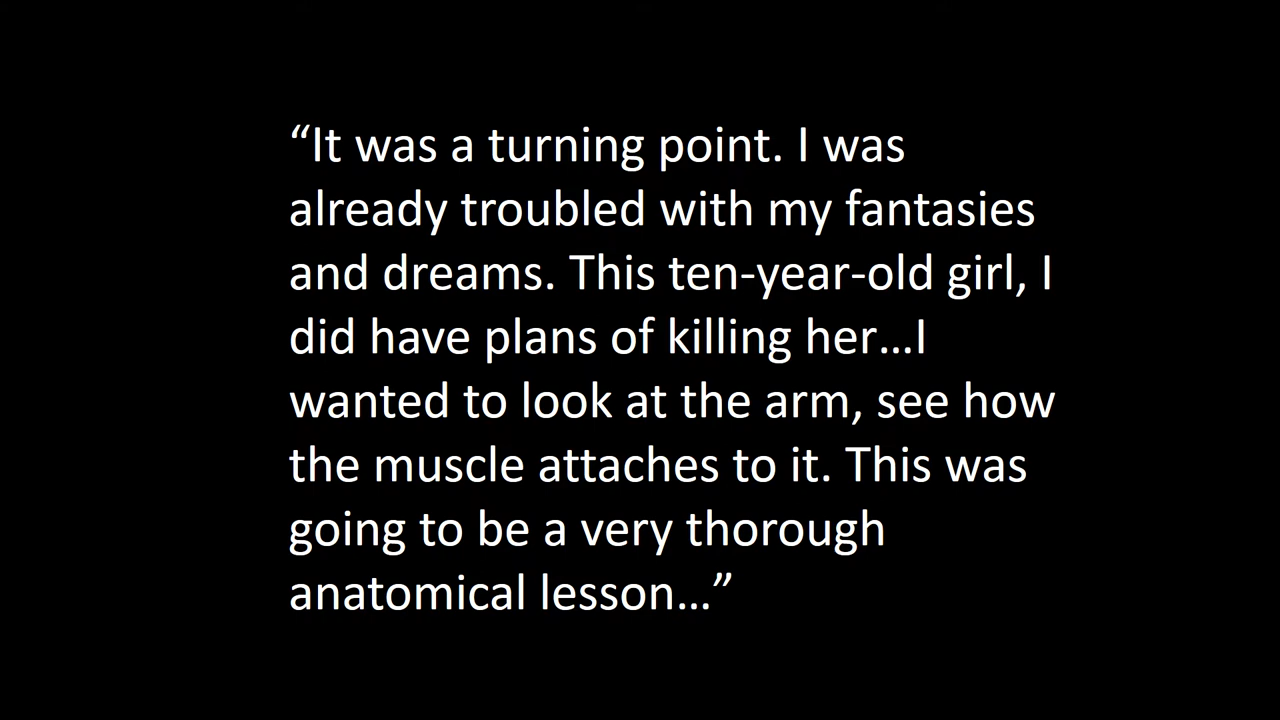 “It was a turning point. I was
already troubled with my fantasies
and dreams. This ten-year-old girl, I
did have plans of killing her…I
wanted to look at the arm, see how
the muscle attaches to it. This was
going to be a very thorough
anatomical lesson…”